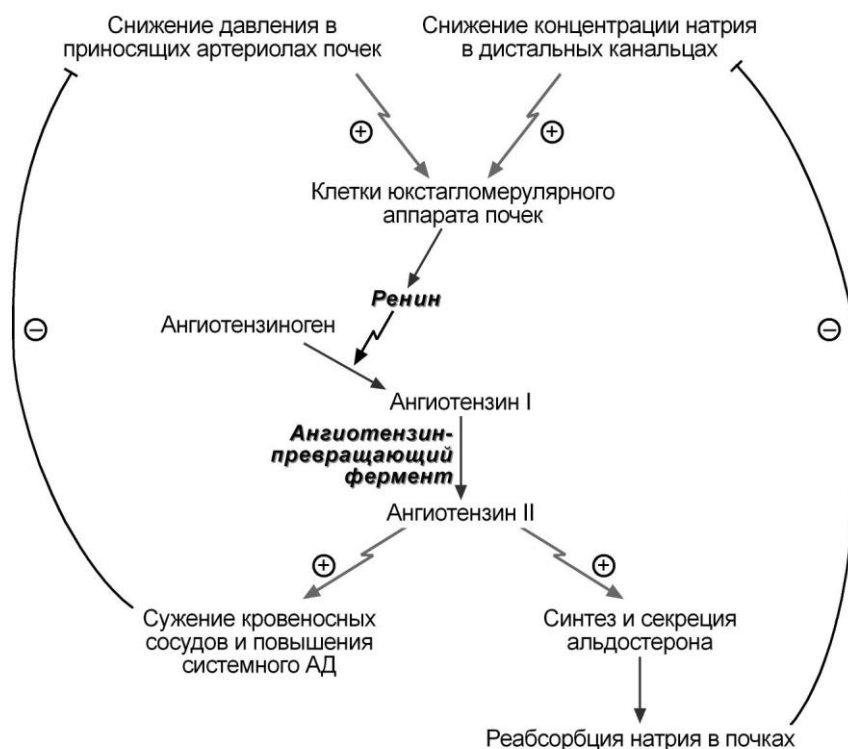 Снижение давления в
приносящих артериолах почек
Снижение концентрации натрия
в дистальных канальцах
+
+
Клетки юкстагломерулярного
аппарата почек
Ренин
Ангиотензиноген
−
−
Ангиотензин I
Ангиотензин-
превращающий
фермент
Ангиотензин II
+
+
Сужение кровеносных
сосудов и повышения
системного АД
Синтез и секреция
альдостерона
Реабсорбция натрия в почках